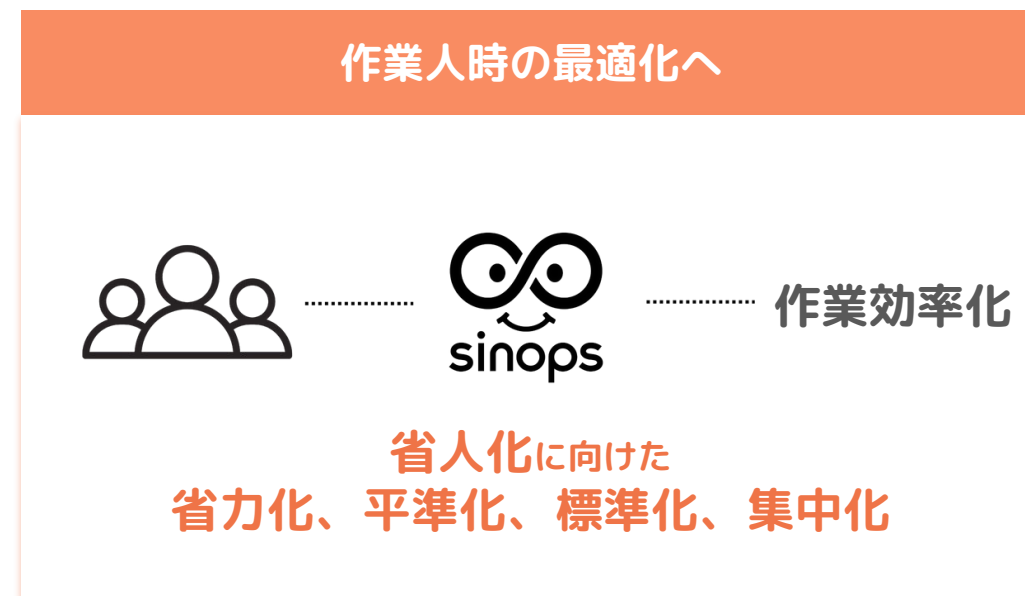 作業人時の最適化へ
sinops
作業効率化
省人化に向けた
省力化、平準化、標準化、集中化